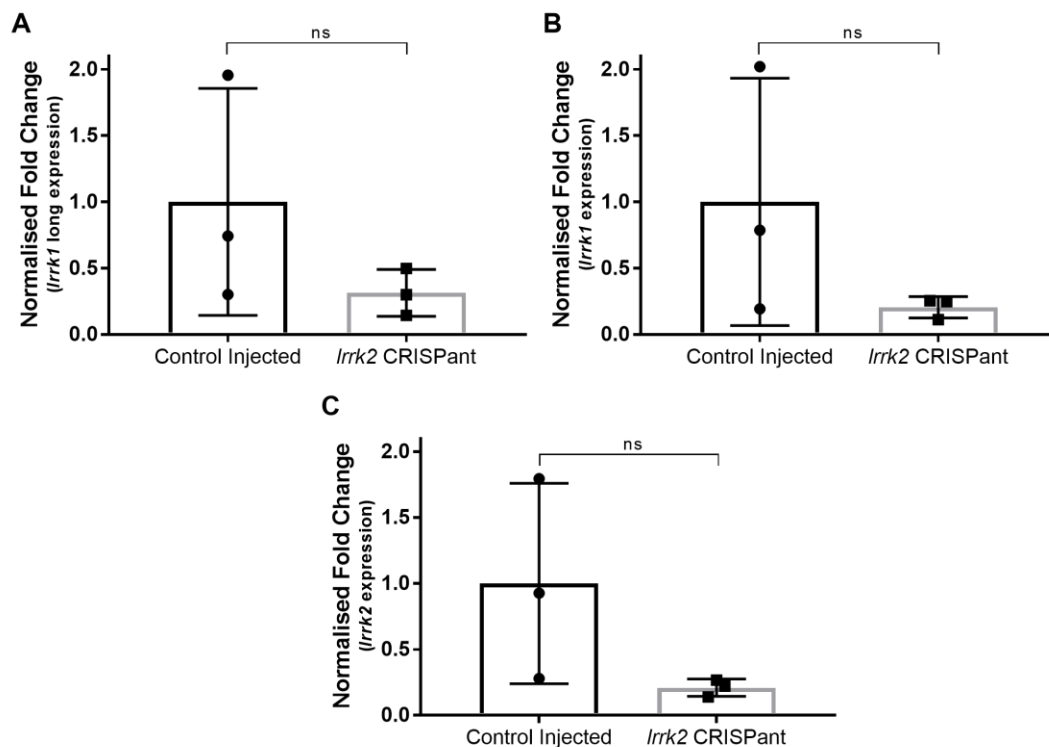 A
ns
Normalised Fold Change
(lrrk1 long expression)
2.0
1.5
1.0
0.5
0.0
Control Injected
lrrk2 CRISPant
B
ns
Normalised Fold Change
(lrrk1 expression)
2.0
1.5
1.0
0.5
0.0
Control Injected
lrrk2 CRISPant
C
ns
Normalised Fold Change
(lrrk2 expression)
2.0
1.5
1.0
0.5
0.0
Control Injected
lrrk2 CRISPant